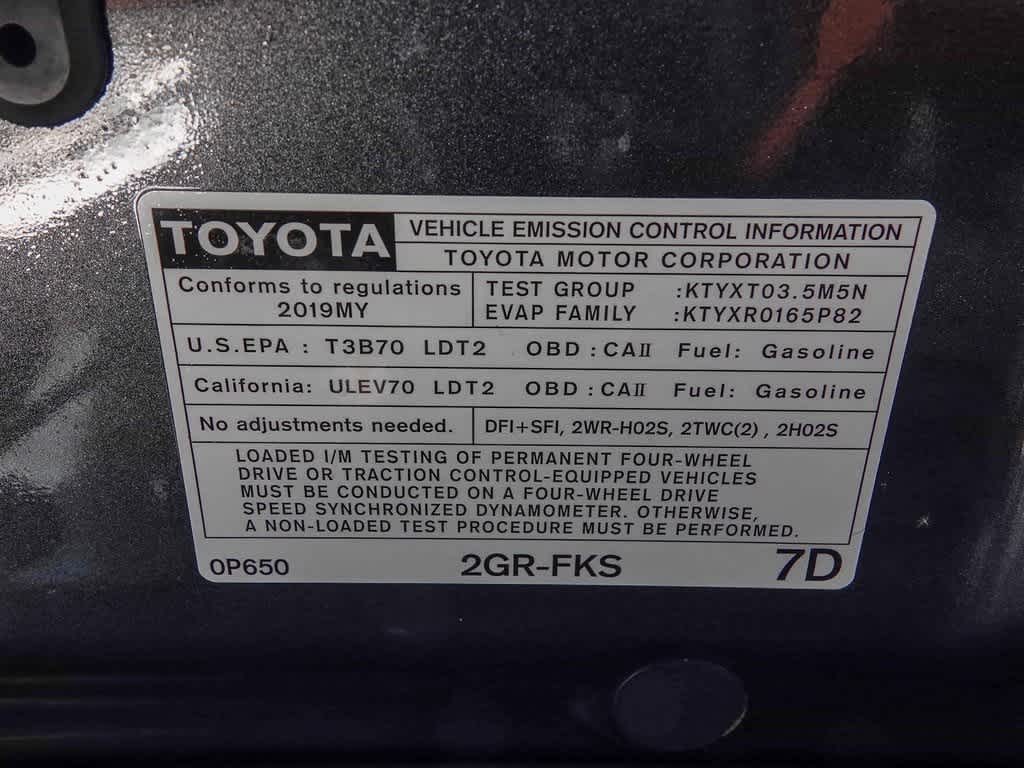 TOYOTA
VEHICLE EMISSION CONTROL INFORMATION
TOYOTA MOTOR CORPORATION
Conforms to regulations
2019MY
TEST GROUP :KTYXT03.5M5N
EVAP FAMILY :KTYXR0165P82
U.S.EPA : T3B70 LDT2 OBD : CAII Fuel: Gasoline
California: ULEV70 LDT2 OBD : CAII Fuel: Gasoline
No adjustments needed.
DFI+SFI, 2WR-HO2S, 2TWC(2) , 2HO2S
LOADED I/M TESTING OF PERMANENT FOUR-WHEEL
DRIVE OR TRACTION CONTROL-EQUIPPED VEHICLES
MUST BE CONDUCTED ON A FOUR-WHEEL DRIVE
SPEED SYNCHRONIZED DYNAMOMETER. OTHERWISE,
A NON-LOADED TEST PROCEDURE MUST BE PERFORMED.
0P650 2GR-FKS 7D